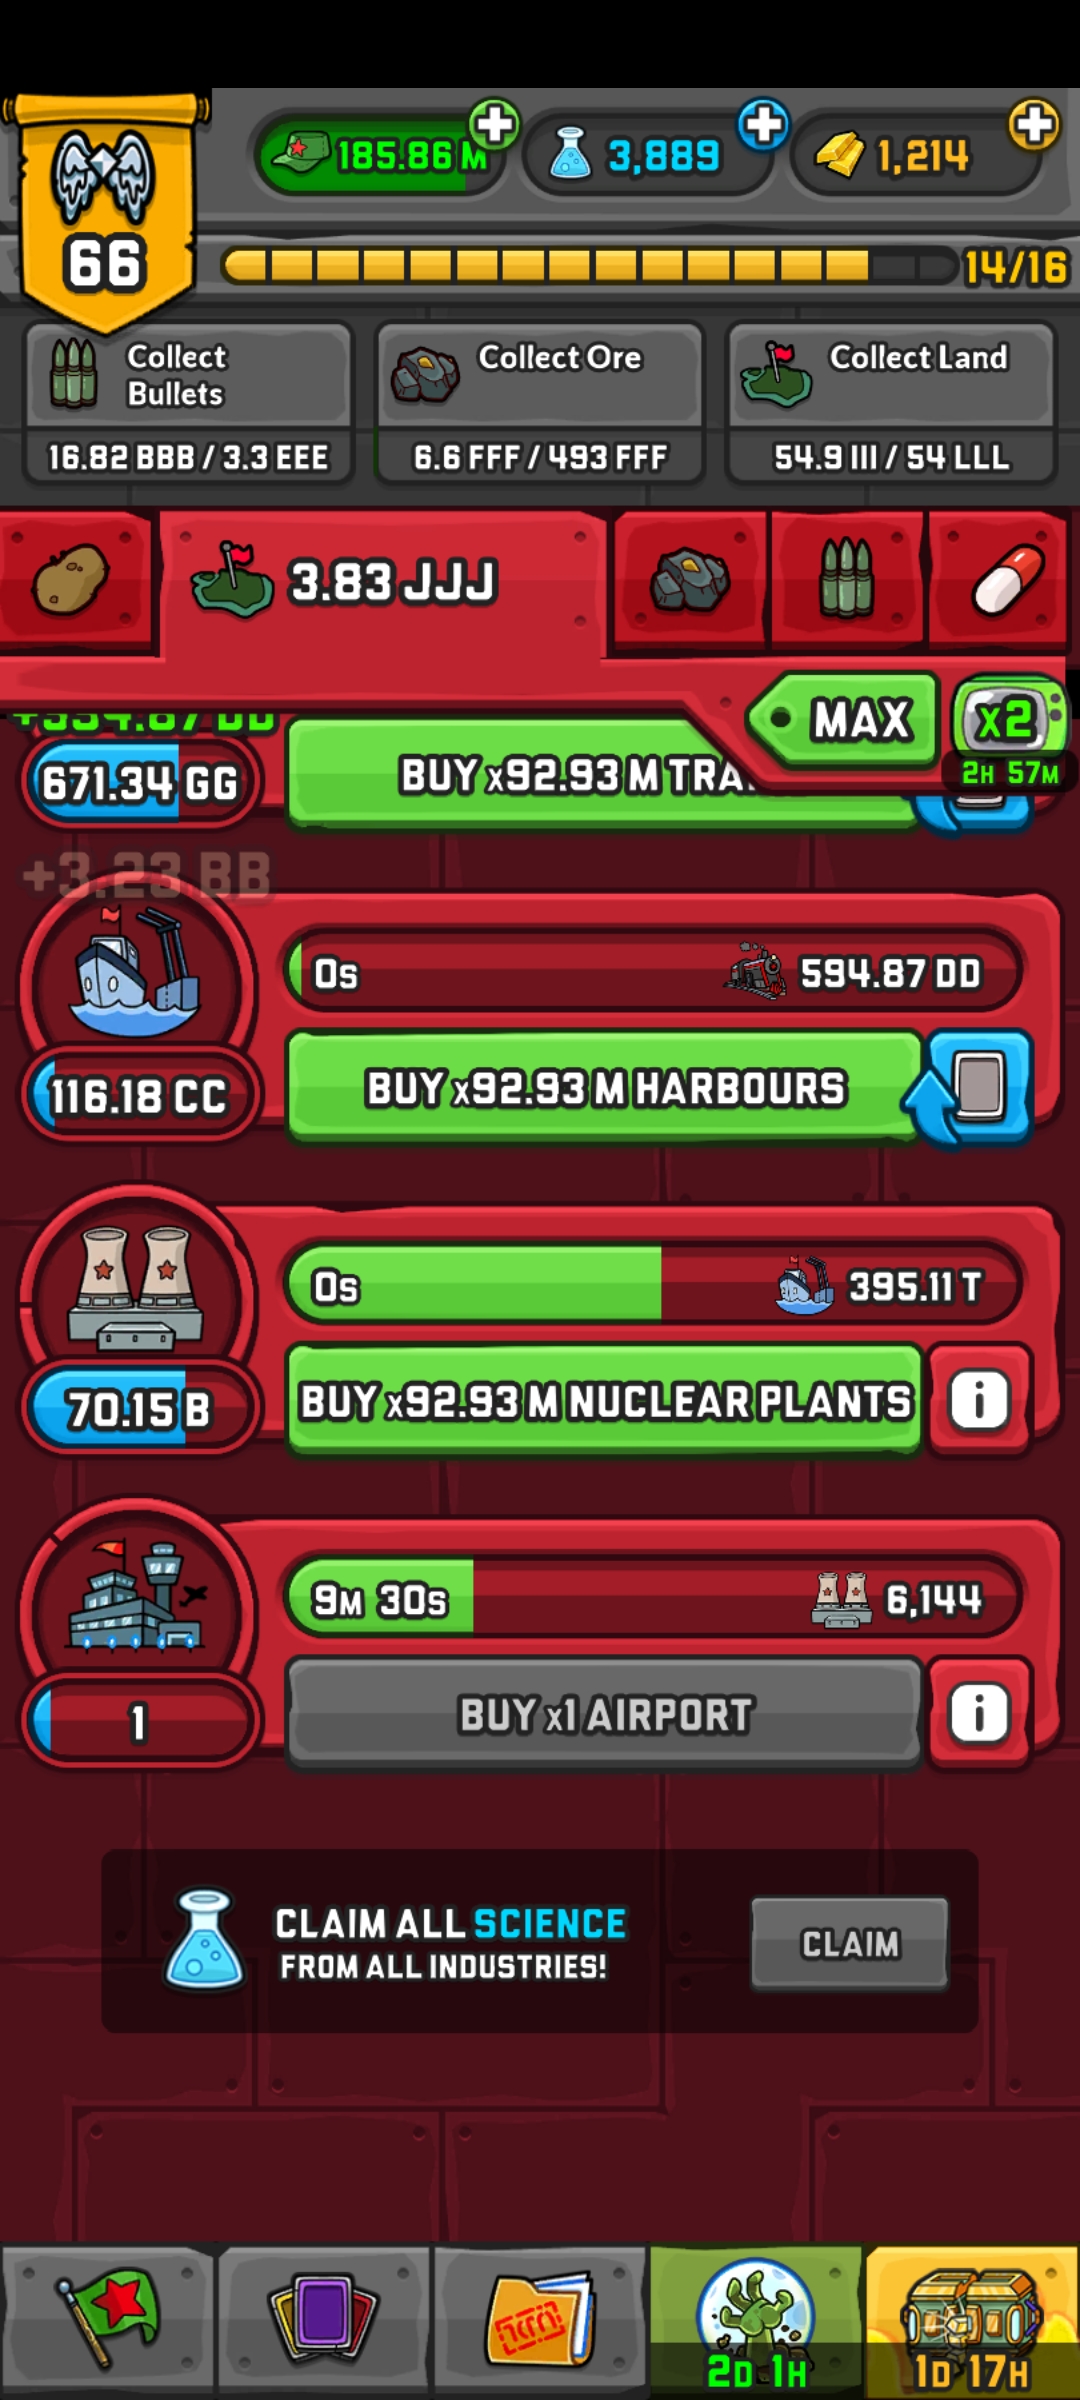 185.86 M
3,889
1,214
66
14/16
Collect
Bullets
Collect Ore
Collect Land
16.82 BBB / 3.3 EEE
6.6 FFF / 493 FFF
54.9 III / 54 LLL
3.83 JJJ
MAX
x2
2H 57M
671.34 GG
BUY x92.93 M TRA
+3.23 BB
0s
594.87 DD
116.18 CC
BUY x92.93 M HARBOURS
0s
395.11 T
70.15 B
BUY x92.93 M NUCLEAR PLANTS
i
9M 30s
6,144
1
BUY x1 AIRPORT
i
CLAIM ALL SCIENCE
FROM ALL INDUSTRIES!
CLAIM
2D 1H
1D 17H